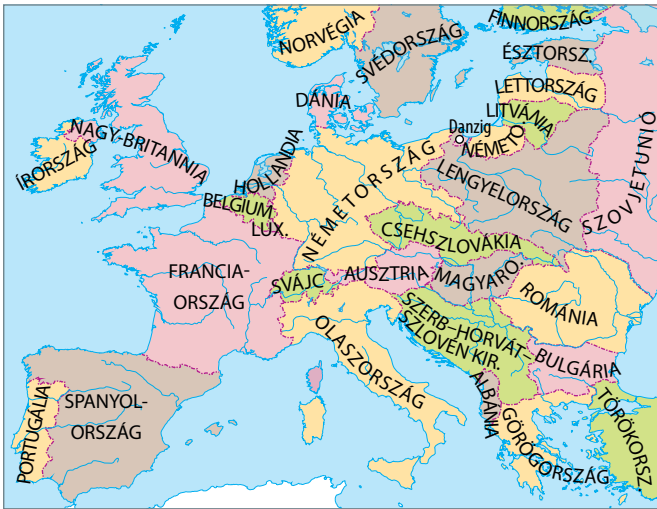 NORVÉGIA
SVÉDORSZÁG
FINNORSZÁG
ÉSZTORSZ.
LETTORSZÁG
LITVÁNIA
DÁNIA
Danzig
NÉMETO.
ÍRORSZÁG
NAGY-BRITANNIA
HOLLANDIA
BELGIUM
LUX.
NÉMETORSZÁG
LENGYELORSZÁG
SZOVJETUNIÓ
CSEHSZLOVÁKIA
FRANCIA-
ORSZÁG
SVÁJC
AUSZTRIA
MAGYARO.
ROMÁNIA
OLASZORSZÁG
SZERB–HORVÁT–
SZLOVÉN KIR.
BULGÁRIA
ALBÁNIA
GÖRÖGORSZÁG
TÖRÖKORSZ.
PORTUGÁLIA
SPANYOL-
ORSZÁG